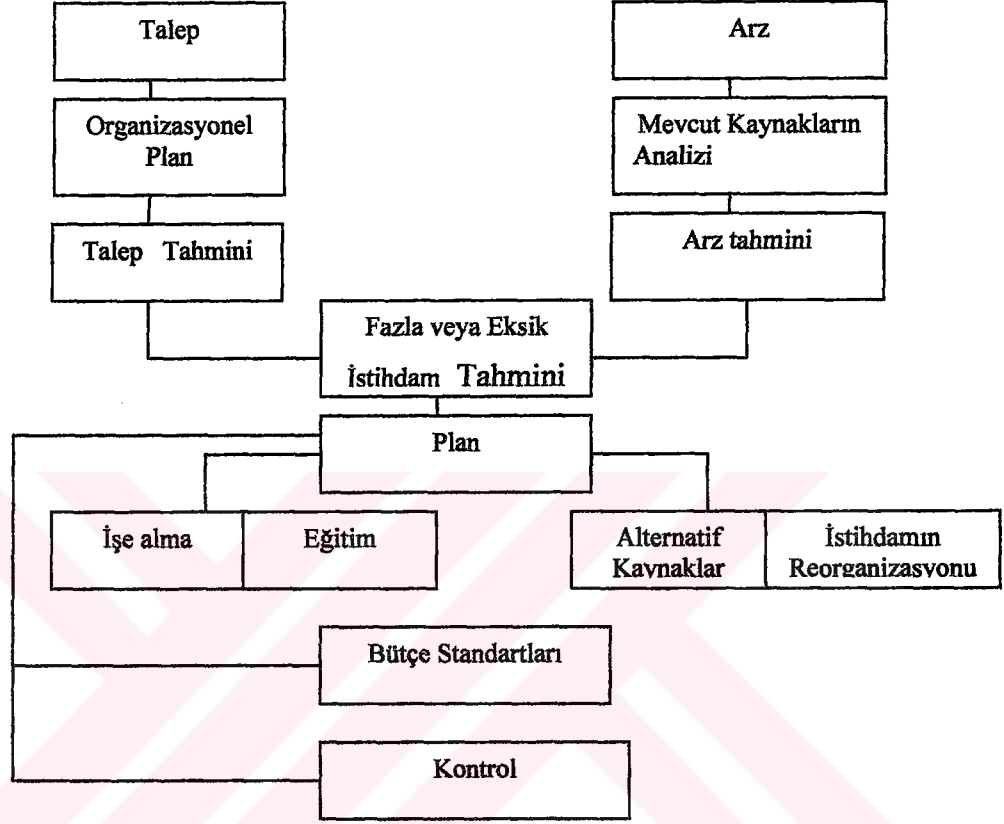 Talep
Arz
Organizasyonel
Plan
Mevcut Kaynakların
Analizi
Talep Tahmini
Arz tahmini
Fazla veya Eksik
İstihdam Tahmini
Plan
İşe alma
Eğitim
Alternatif
Kaynaklar
İstihdamın
Reorganizasyonu
Bütçe Standartları
Kontrol